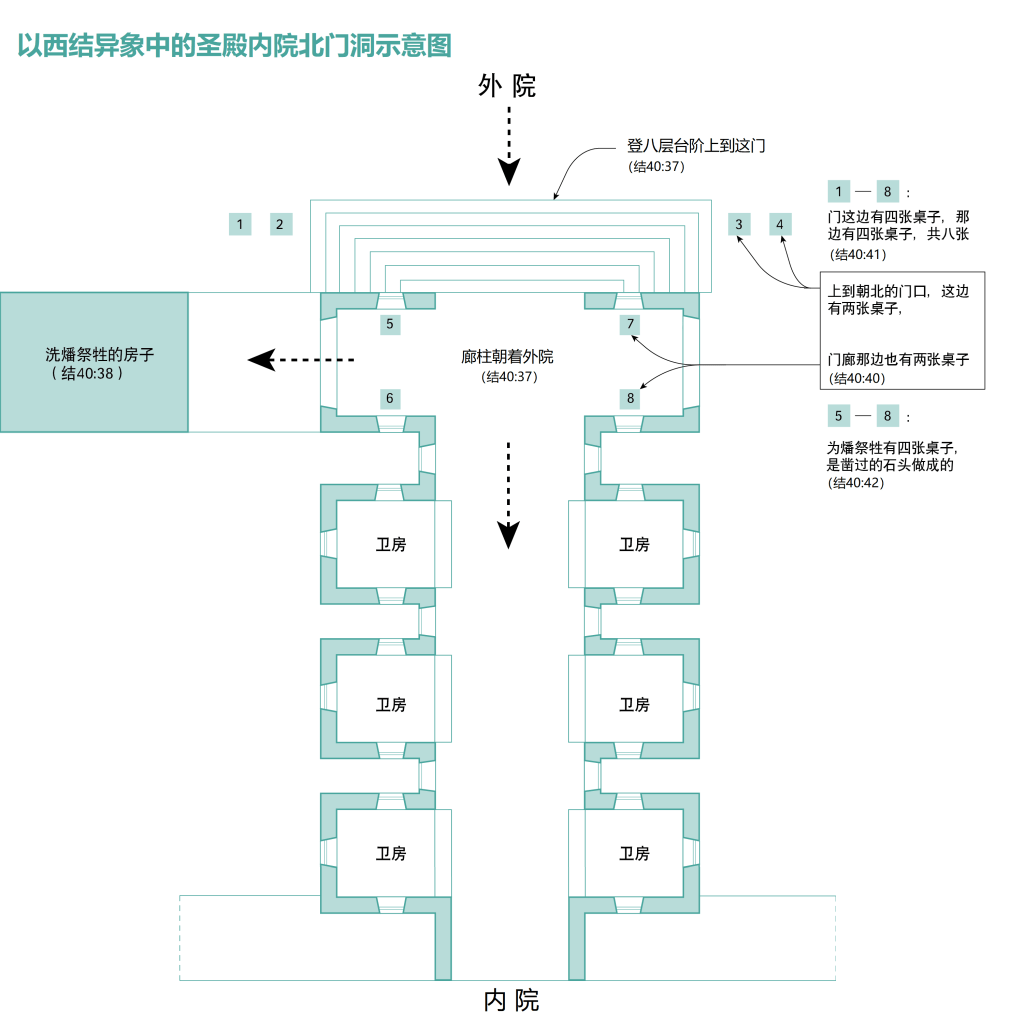 以西结异象中的圣殿内院北门洞示意图
外 院
登八层台阶上到这门
(结40:37)
1 — 8 :
门这边有四张桌子，那
边有四张桌子，共八张
(结40:41)
1
2
3
4
上到朝北的门口，这边
有两张桌子，
门廊那边也有两张桌子
(结40:40)
5
7
洗燔祭牲的房子
( 结40:38 )
廊柱朝着外院
(结40:37)
6
8
5 — 8 :
为燔祭牲有四张桌子，
是凿过的石头做成的
(结40:42)
卫房
卫房
卫房
卫房
卫房
卫房
内 院